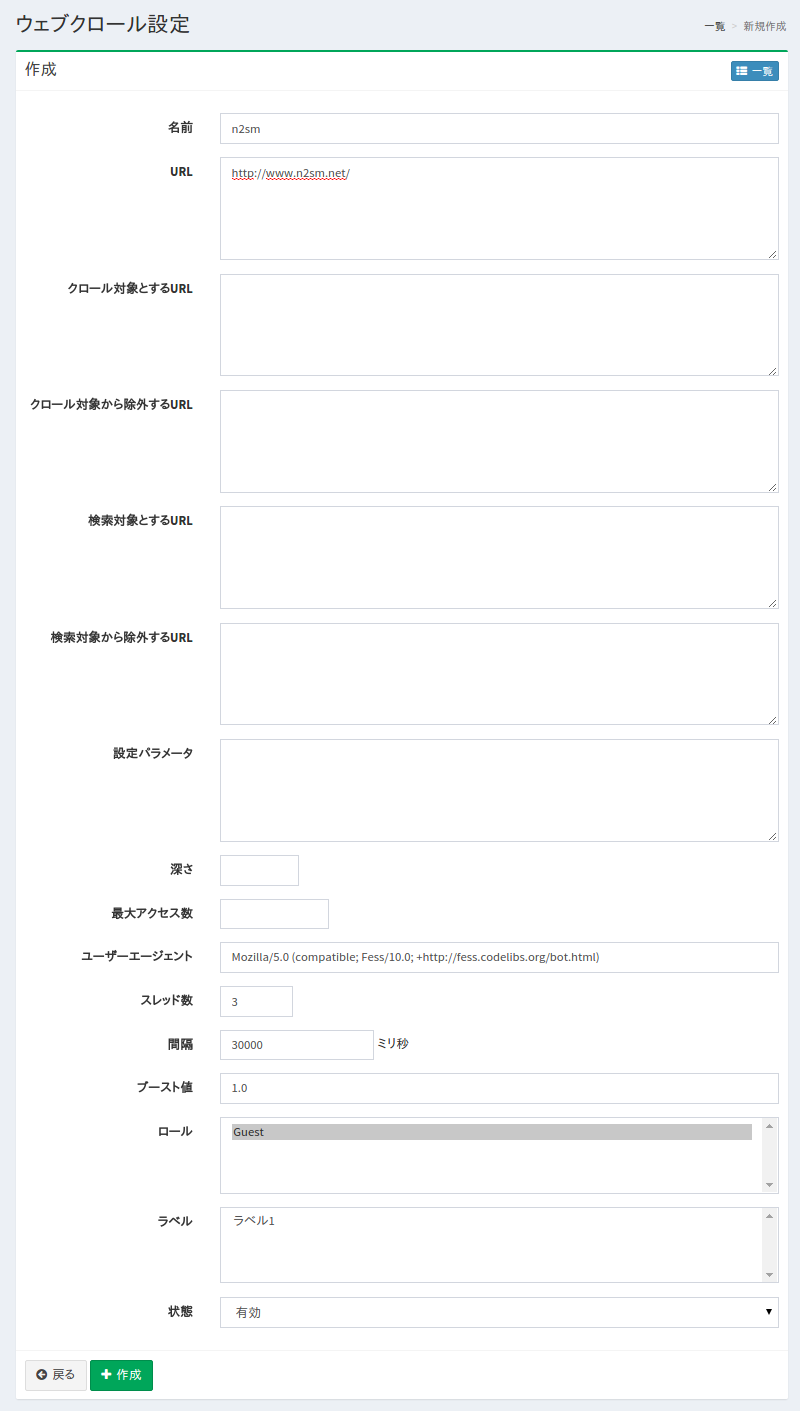 ウェブクロール設定
一覧 > 新規作成
作成
一覧
名前
n2sm
URL
http://www.n2sm.net/
クロール対象とするURL
クロール対象から除外するURL
検索対象とするURL
検索対象から除外するURL
設定パラメータ
深さ
最大アクセス数
ユーザーエージェント
Mozilla/5.0 (compatible; Fess/10.0; +http://fess.codelibs.org/bot.html)
スレッド数
3
間隔
30000 ミリ秒
ブースト値
1.0
ロール
Guest
ラベル
ラベル1
状態
有効
戻る
作成